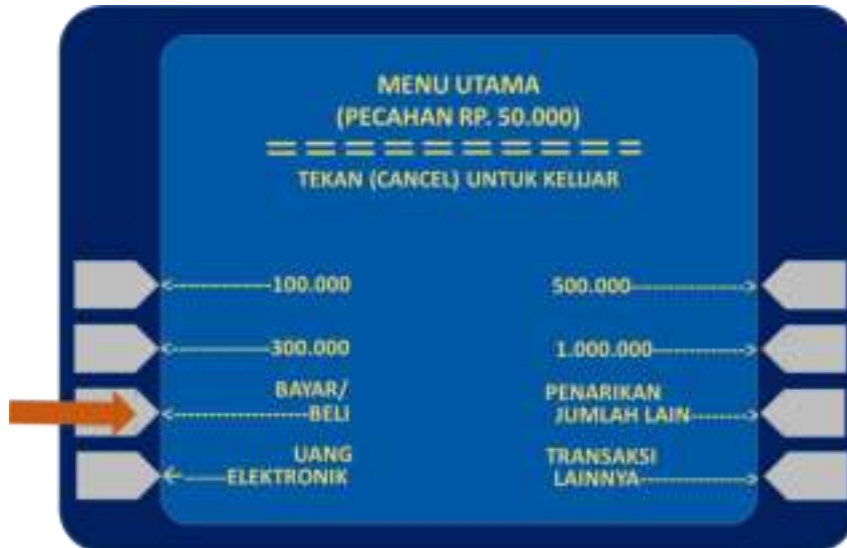 MENU UTAMA
(PECAHAN RP. 50.000)
TEKAN (CANCEL) UNTUK KELUAR
100.000
500.000
300.000
1.000.000
BAYAR/
BELI
PENARIKAN
JUMLAH LAIN
UANG
ELEKTRONIK
TRANSAKSI
LAINNYA